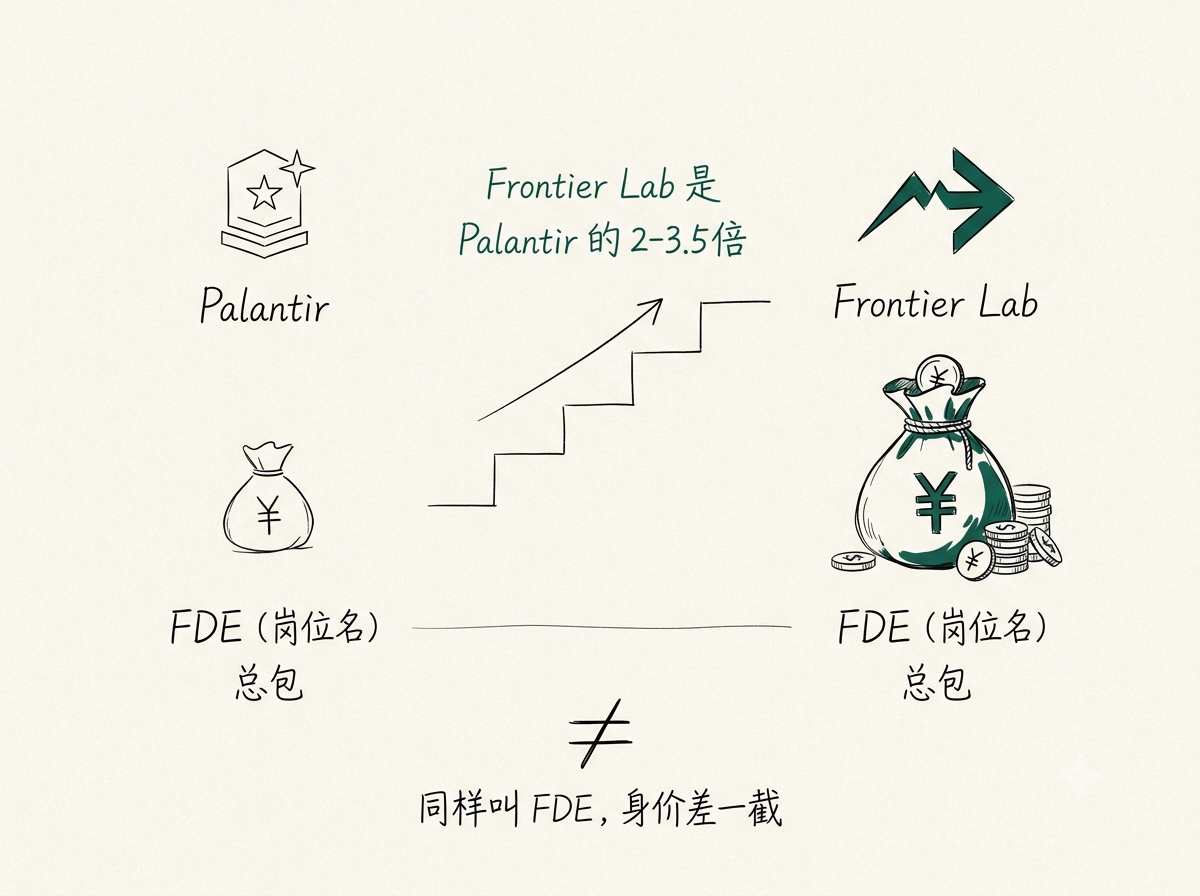 Frontier Lab 是
Palantir 的 2-3.5倍
Palantir
Frontier Lab
¥
¥
¥
¥
$
$
FDE (岗位名)
总包
FDE (岗位名)
总包
≠
同样叫 FDE, 身价差一截